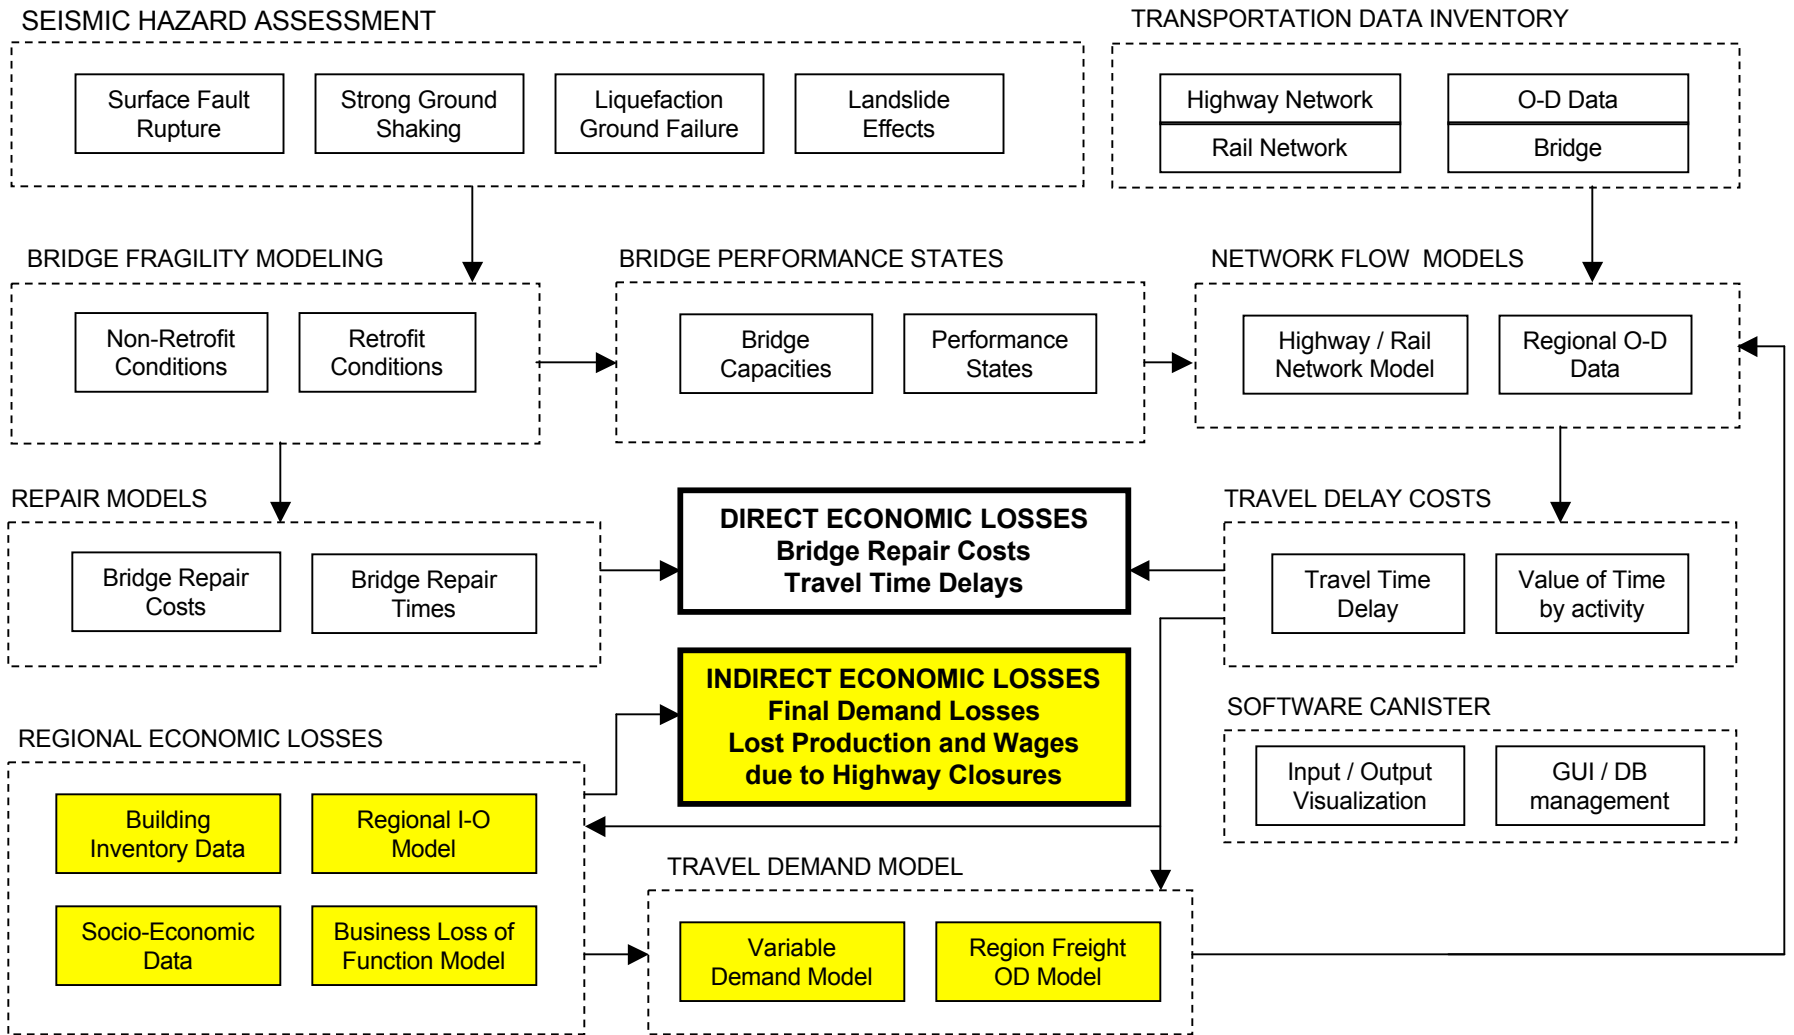 SEISMIC HAZARD ASSESSMENT
Surface Fault
Rupture
Strong Ground
Shaking
Liquefaction
Ground Failure
Landslide
Effects
TRANSPORTATION DATA INVENTORY
Highway Network
Rail Network
O-D Data
Bridge
BRIDGE FRAGILITY MODELING
Non-Retrofit
Conditions
Retrofit
Conditions
BRIDGE PERFORMANCE STATES
Bridge
Capacities
Performance
States
NETWORK FLOW MODELS
Highway / Rail
Network Model
Regional O-D
Data
REPAIR MODELS
Bridge Repair
Costs
Bridge Repair
Times
DIRECT ECONOMIC LOSSES
Bridge Repair Costs
Travel Time Delays
TRAVEL DELAY COSTS
Travel Time
Delay
Value of Time
by activity
INDIRECT ECONOMIC LOSSES
Final Demand Losses
Lost Production and Wages
due to Highway Closures
SOFTWARE CANISTER
Input / Output
Visualization
GUI / DB
management
REGIONAL ECONOMIC LOSSES
Building
Inventory Data
Regional I-O
Model
Socio-Economic
Data
Business Loss of
Function Model
TRAVEL DEMAND MODEL
Variable
Demand Model
Region Freight
OD Model